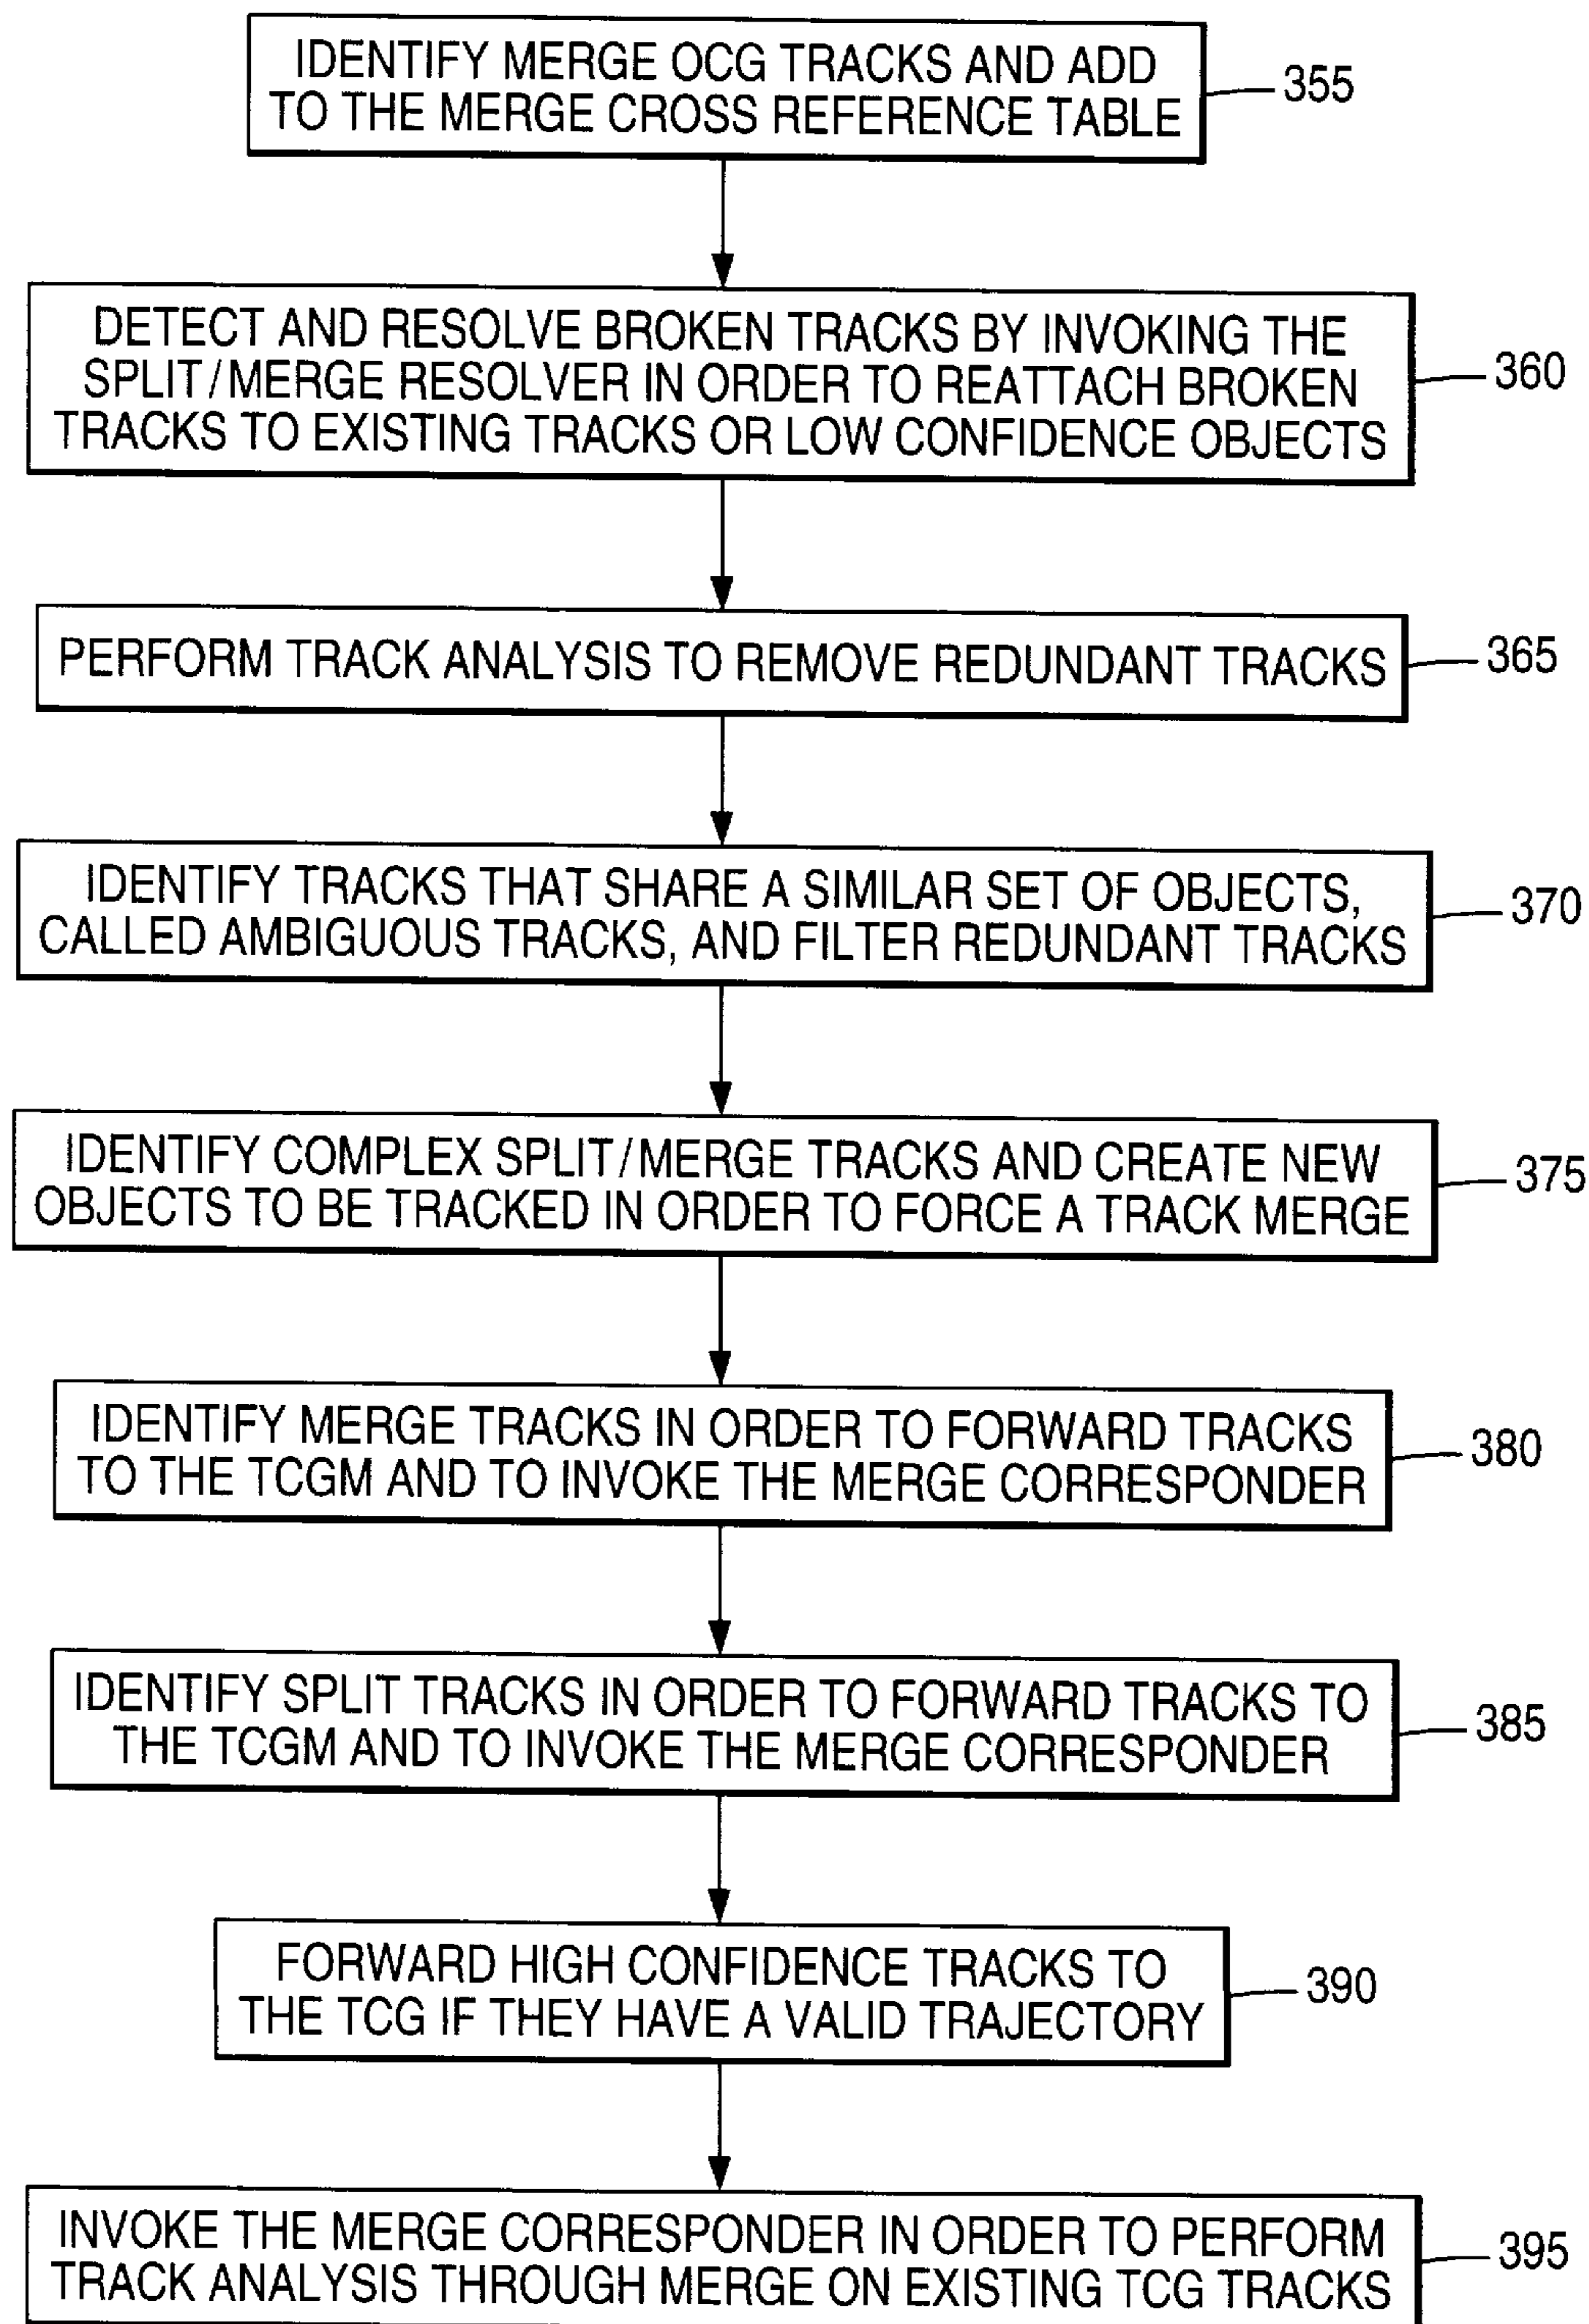 IDENTIFY MERGE OCG TRACKS AND ADD
TO THE MERGE CROSS REFERENCE TABLE
355
DETECT AND RESOLVE BROKEN TRACKS BY INVOKING THE
SPLIT/MERGE RESOLVER IN ORDER TO REATTACH BROKEN
TRACKS TO EXISTING TRACKS OR LOW CONFIDENCE OBJECTS
360
PERFORM TRACK ANALYSIS TO REMOVE REDUNDANT TRACKS
365
IDENTIFY TRACKS THAT SHARE A SIMILAR SET OF OBJECTS,
CALLED AMBIGUOUS TRACKS, AND FILTER REDUNDANT TRACKS
370
IDENTIFY COMPLEX SPLIT/MERGE TRACKS AND CREATE NEW
OBJECTS TO BE TRACKED IN ORDER TO FORCE A TRACK MERGE
375
IDENTIFY MERGE TRACKS IN ORDER TO FORWARD TRACKS
TO THE TCGM AND TO INVOKE THE MERGE CORRESPONDER
380
IDENTIFY SPLIT TRACKS IN ORDER TO FORWARD TRACKS TO
THE TCGM AND TO INVOKE THE MERGE CORRESPONDER
385
FORWARD HIGH CONFIDENCE TRACKS TO
THE TCG IF THEY HAVE A VALID TRAJECTORY
390
INVOKE THE MERGE CORRESPONDER IN ORDER TO PERFORM
TRACK ANALYSIS THROUGH MERGE ON EXISTING TCG TRACKS
395